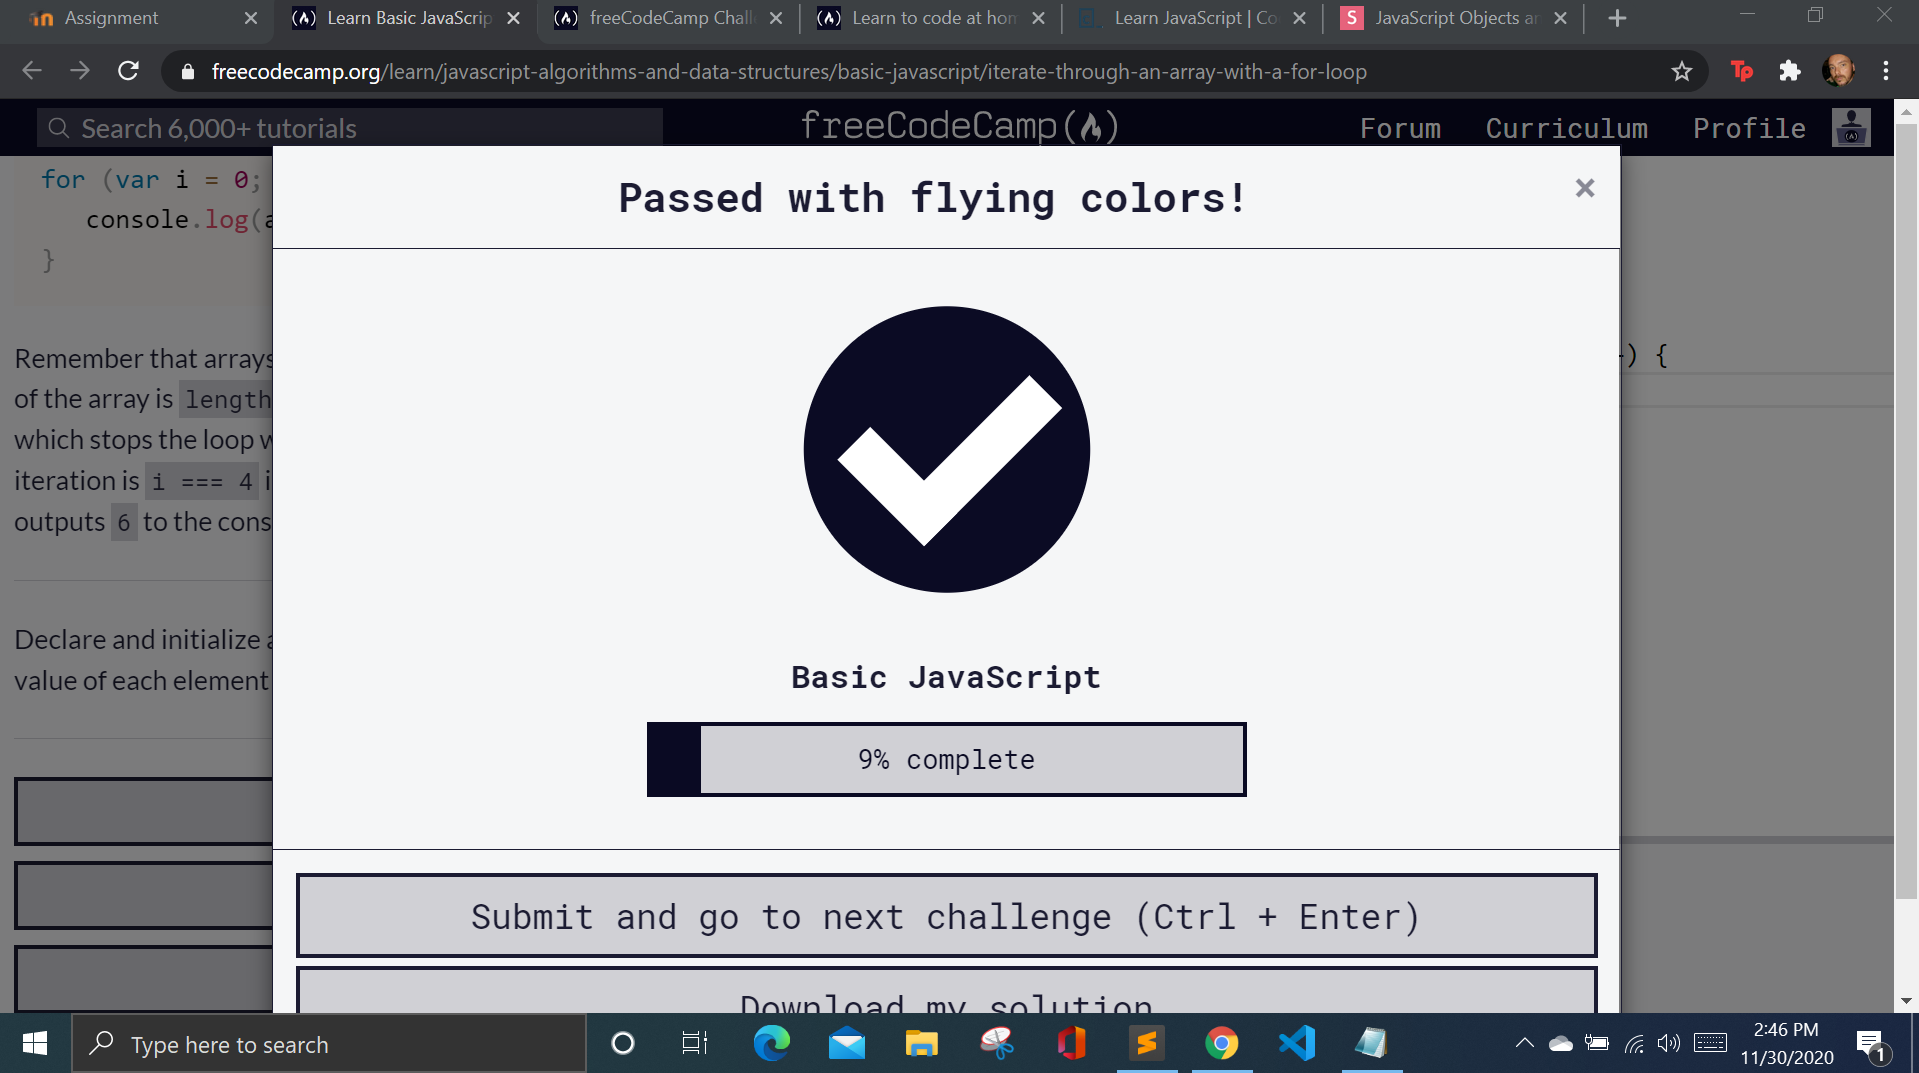 Assignment
Learn Basic JavaScrip
freeCodeCamp Chall
Learn to code at hom
Learn JavaScript | Co
S JavaScript Objects an
freecodecamp.org/learn/javascript-algorithms-and-data-structures/basic-javascript/iterate-through-an-array-with-a-for-loop
Tp
Search 6,000+ tutorials
freeCodeCamp(🔥)
Forum Curriculum Profile
for (var i = 0;
console.log(a
}
Remember that arrays
of the array is length
which stops the loop w
iteration is i === 4 i
outputs 6 to the cons
Declare and initialize a
value of each element
) {
Passed with flying colors!
×
Basic JavaScript
9% complete
Submit and go to next challenge (Ctrl + Enter)
Download my solution
Type here to search
2:46 PM
11/30/2020
1